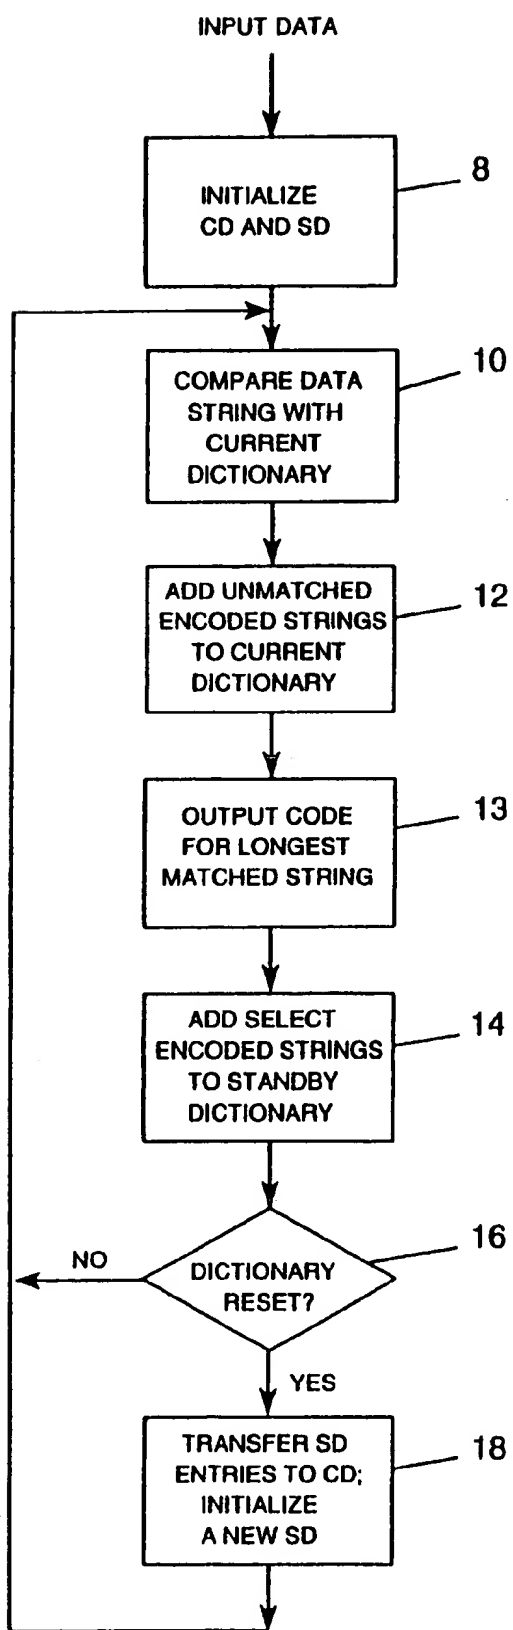 INPUT DATA
INITIALIZE
CD AND SD
8
COMPARE DATA
STRING WITH
CURRENT
DICTIONARY
10
ADD UNMATCHED
ENCODED STRINGS
TO CURRENT
DICTIONARY
12
OUTPUT CODE
FOR LONGEST
MATCHED STRING
13
ADD SELECT
ENCODED STRINGS
TO STANDBY
DICTIONARY
14
DICTIONARY
RESET?
16
NO
YES
TRANSFER SD
ENTRIES TO CD;
INITIALIZE
A NEW SD
18